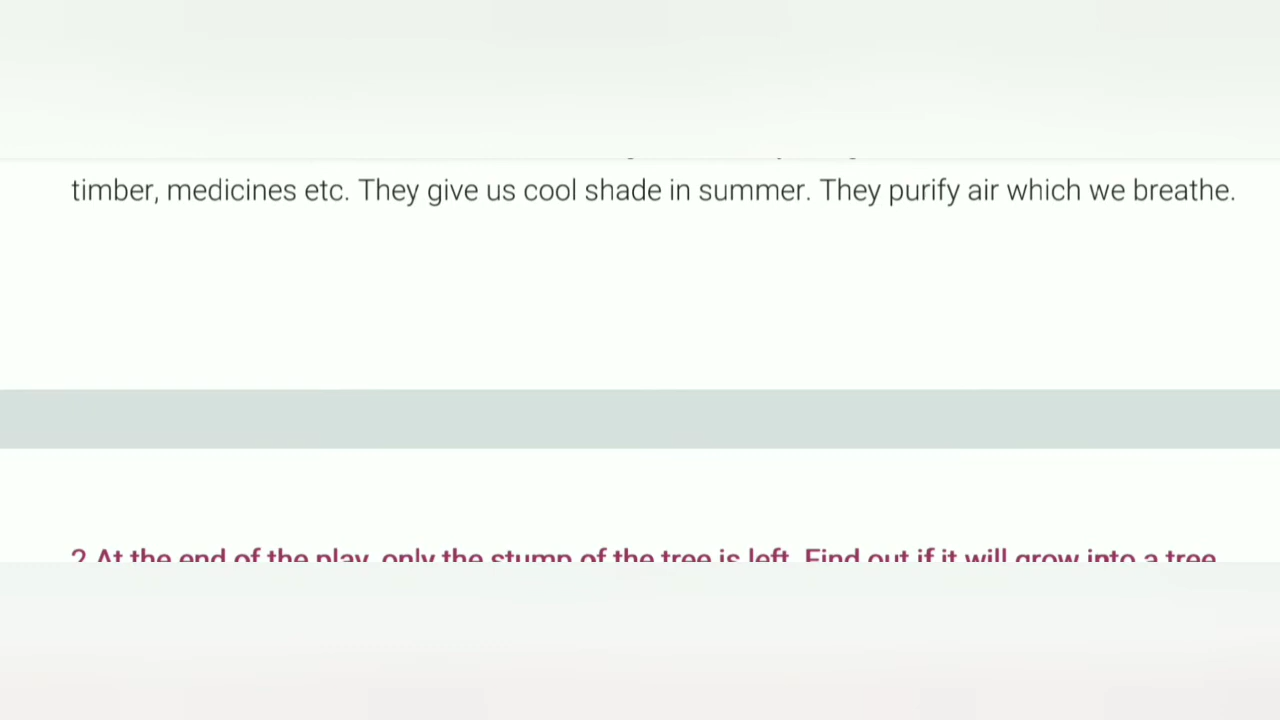 timber, medicines etc. They give us cool shade in summer. They purify air which we breathe.
2 At the end of the play, only the stump of the tree is left. Find out if it will grow into a tree